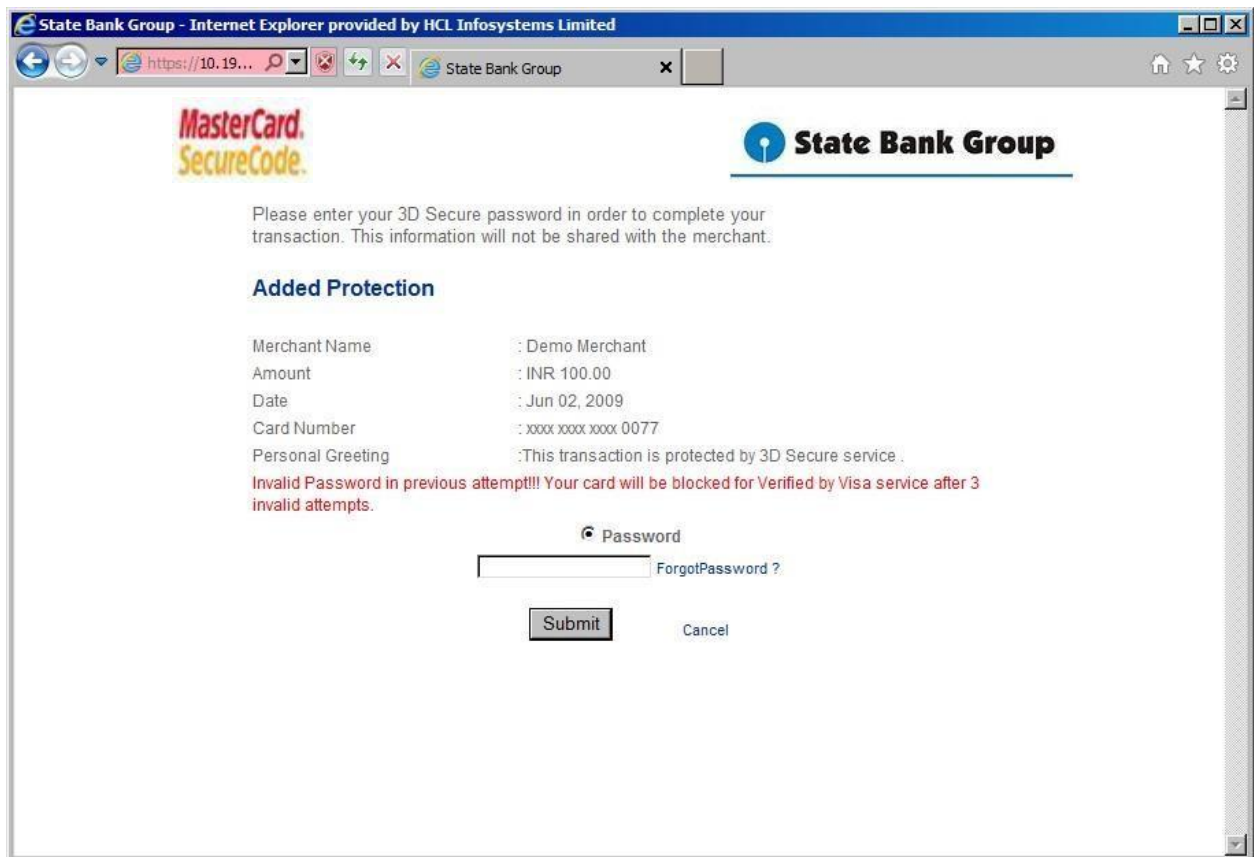 State Bank Group - Internet Explorer provided by HCL Infosystems Limited
https://10.19...
State Bank Group
MasterCard.
SecureCode.
State Bank Group
Please enter your 3D Secure password in order to complete your
transaction. This information will not be shared with the merchant.
Added Protection
Merchant Name : Demo Merchant
Amount : INR 100.00
Date : Jun 02, 2009
Card Number : xxxx xxxx xxxx 0077
Personal Greeting :This transaction is protected by 3D Secure service .
Invalid Password in previous attempt!!! Your card will be blocked for Verified by Visa service after 3
invalid attempts.
Password
ForgotPassword ?
Submit Cancel